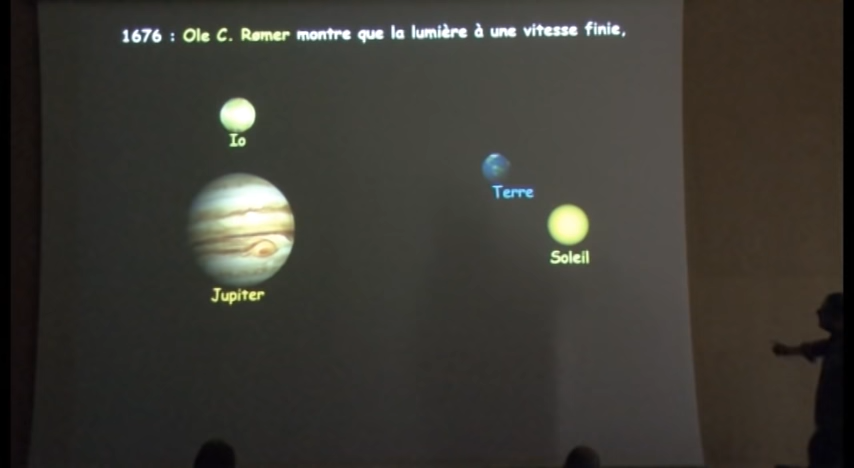 1676 : Ole C. Rømer montre que la lumière à une vitesse finie,
Io
Terre
Soleil
Jupiter